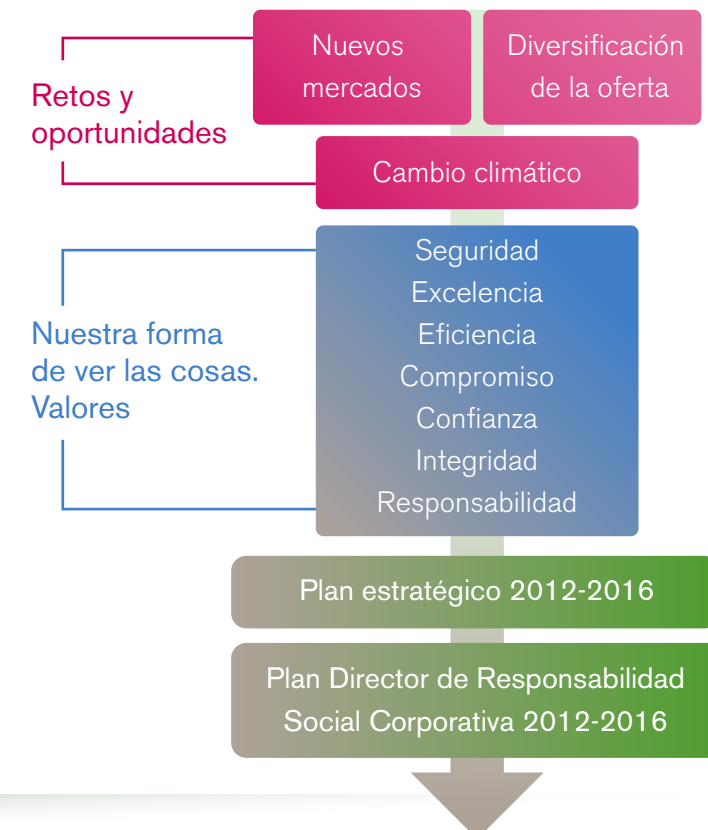 Retos y
oportunidades
Nuevos
mercados
Diversificación
de la oferta
Cambio climático
Nuestra forma
de ver las cosas.
Valores
Seguridad
Excelencia
Eficiencia
Compromiso
Confianza
Integridad
Responsabilidad
Plan estratégico 2012-2016
Plan Director de Responsabilidad
Social Corporativa 2012-2016